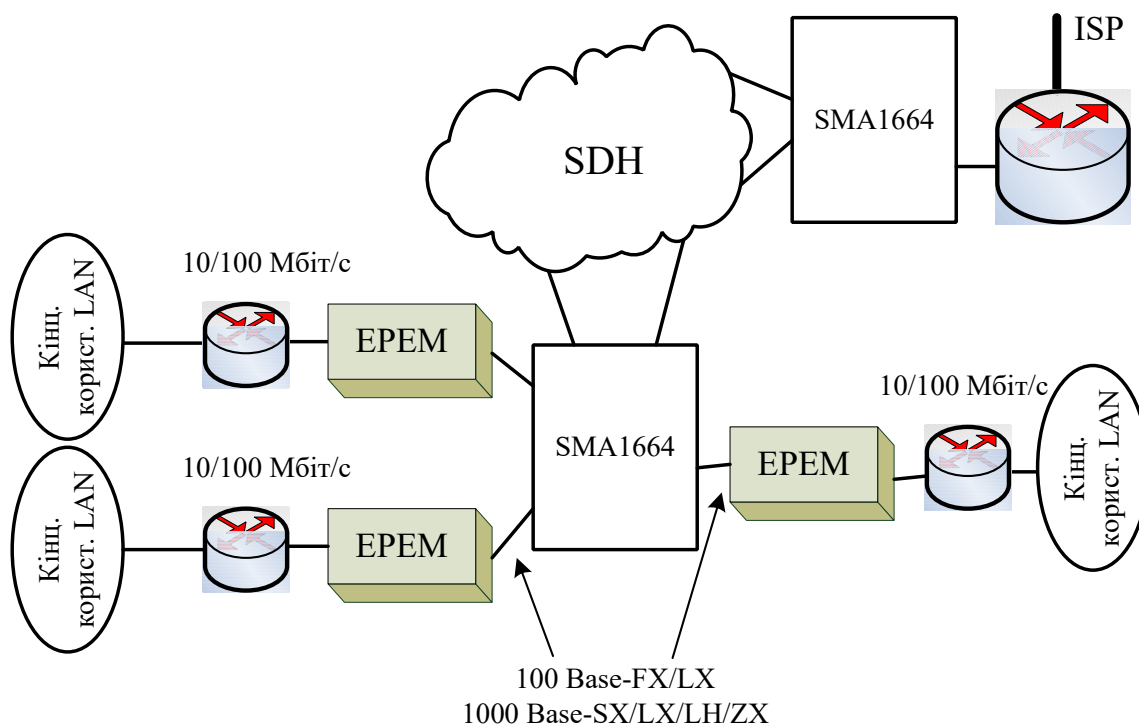 ISP
SMA1664
SDH
10/100 Мбіт/с
Кінц.
корист. LAN
EPEM
10/100 Мбіт/с
SMA1664
EPEM
Кінц.
корист. LAN
10/100 Мбіт/с
Кінц.
корист. LAN
EPEM
100 Base-FX/LX
1000 Base-SX/LX/LH/ZX